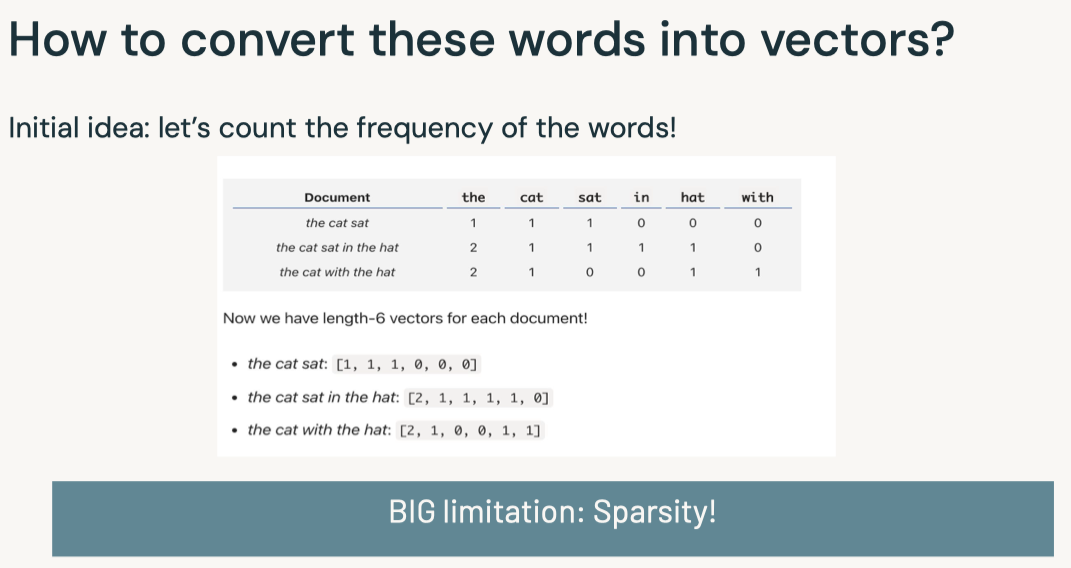 How to convert these words into vectors?
Initial idea: let’s count the frequency of the words!
Document the cat sat in hat with
the cat sat 1 1 1 0 0 0
the cat sat in the hat 2 1 1 1 1 0
the cat with the hat 2 1 0 0 1 1
Now we have length-6 vectors for each document!
• the cat sat: [1, 1, 1, 0, 0, 0]
• the cat sat in the hat: [2, 1, 1, 1, 1, 0]
• the cat with the hat: [2, 1, 0, 0, 1, 1]
BIG limitation: Sparsity!